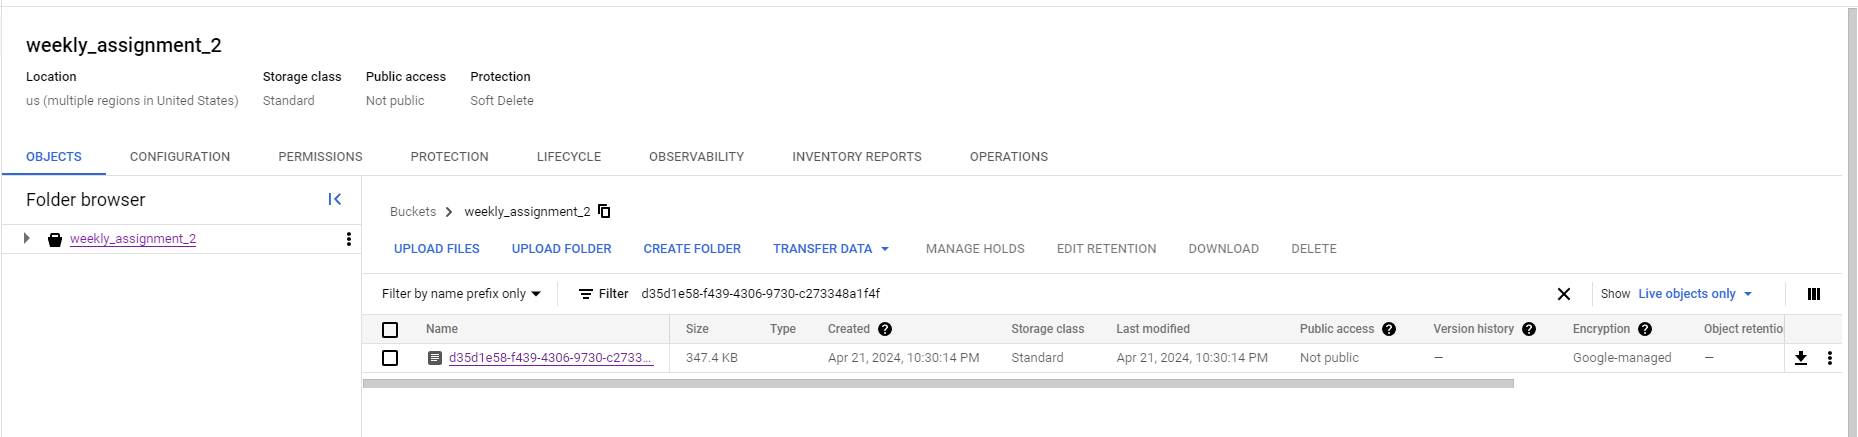 weekly_assignment_2
Location Storage class Public access Protection
us (multiple regions in United States) Standard Not public Soft Delete
OBJECTS CONFIGURATION PERMISSIONS PROTECTION LIFECYCLE OBSERVABILITY INVENTORY REPORTS OPERATIONS
Folder browser
weekly_assignment_2
Buckets > weekly_assignment_2
UPLOAD FILES UPLOAD FOLDER CREATE FOLDER TRANSFER DATA MANAGE HOLDS EDIT RETENTION DOWNLOAD DELETE
Filter by name prefix only Filter d35d1e58-f439-4306-9730-c273348a1f4f Show Live objects only
Name Size Type Created Storage class Last modified Public access Version history Encryption Object retentio
d35d1e58-f439-4306-9730-c2733... 347.4 KB Apr 21, 2024, 10:30:14 PM Standard Apr 21, 2024, 10:30:14 PM Not public — Google-managed —